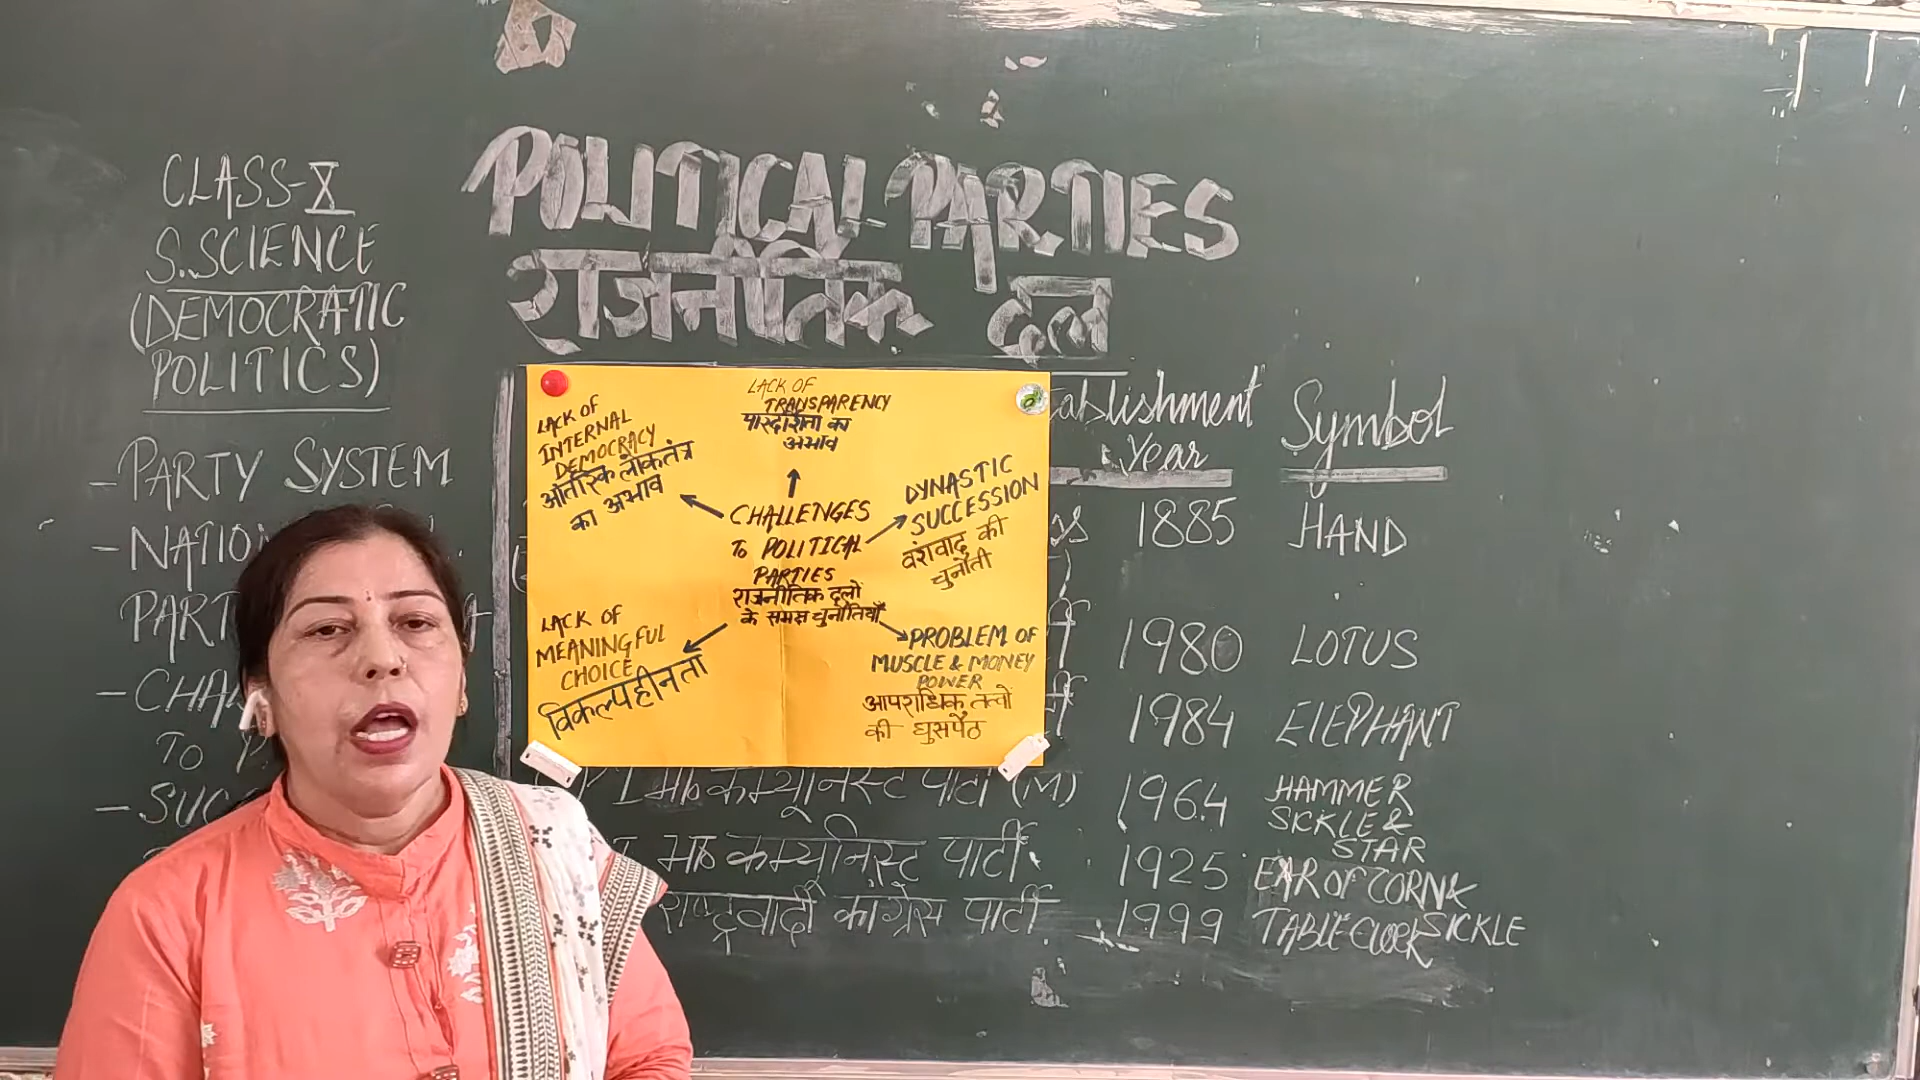 POLITICAL PARTIES
राजनीतिक दल
CLASS-X
S.SCIENCE
(DEMOCRATIC
POLITICS)
- PARTY SYSTEM
-
PART
-
TO P.
-
LACK OF
INTERNAL
DEMOCRACY
आंतरिक लोकतंत्र
का अभाव
LACK OF
TRANSPARENCY
पारदर्शिता का
अभाव
DYNASTIC
SUCCESSION
वंशवाद की
चुनौती
CHALLENGES
TO POLITICAL
PARTIES
राजनीतिक दलों
के समक्ष चुनौतियाँ
LACK OF
MEANINGFUL
CHOICE
विकल्पहीनता
PROBLEM OF
MUSCLE & MONEY
POWER
आपराधिक तत्वों
की घुसपैठ
ablishment Symbol
Year
1885 HAND
1980 LOTUS
1984 ElEPHANT
भा० कम्यूनिस्ट पार्टी (M) 1964 HAMMER
SICKLE &
STAR
भा० कम्यूनिस्ट पार्टी 1925 EAR OF CORN &
SICKLE
राष्ट्रवादी कांग्रेस पार्टी 1999 TABLE CLOCK